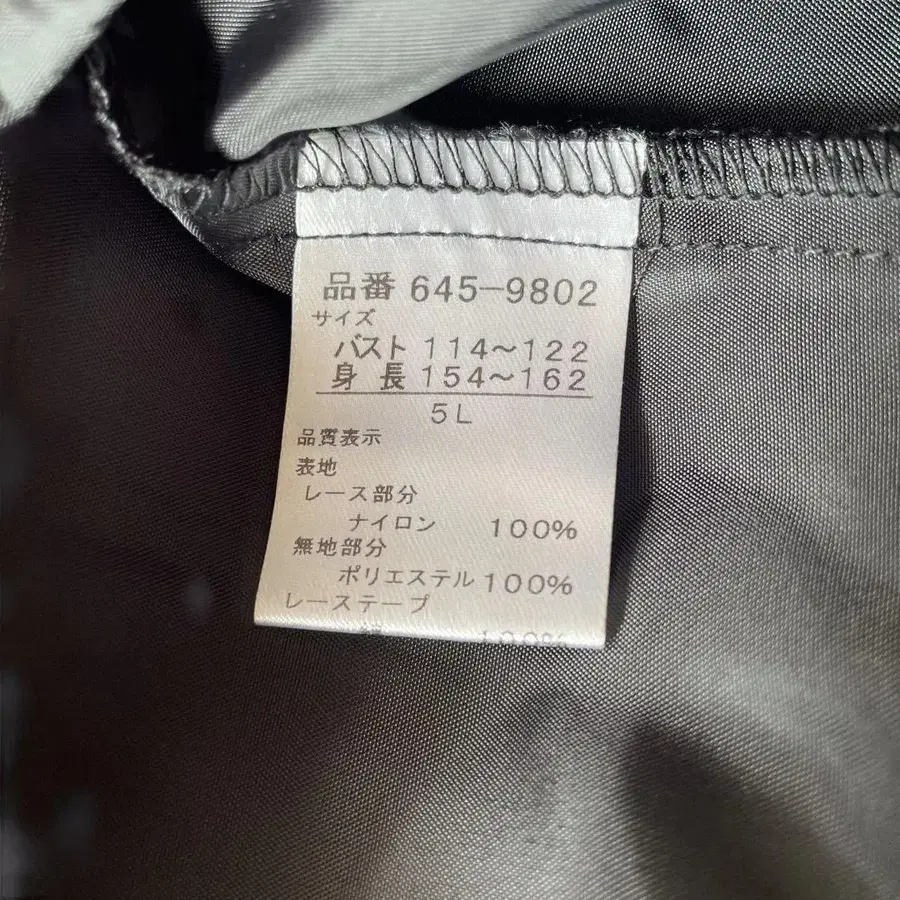 品番 645-9802
サイズ
バスト 114～122
身長 154～162
5L
品質表示
表地
レース部分
ナイロン 100%
無地部分
ポリエステル 100%
レーステープ
100%